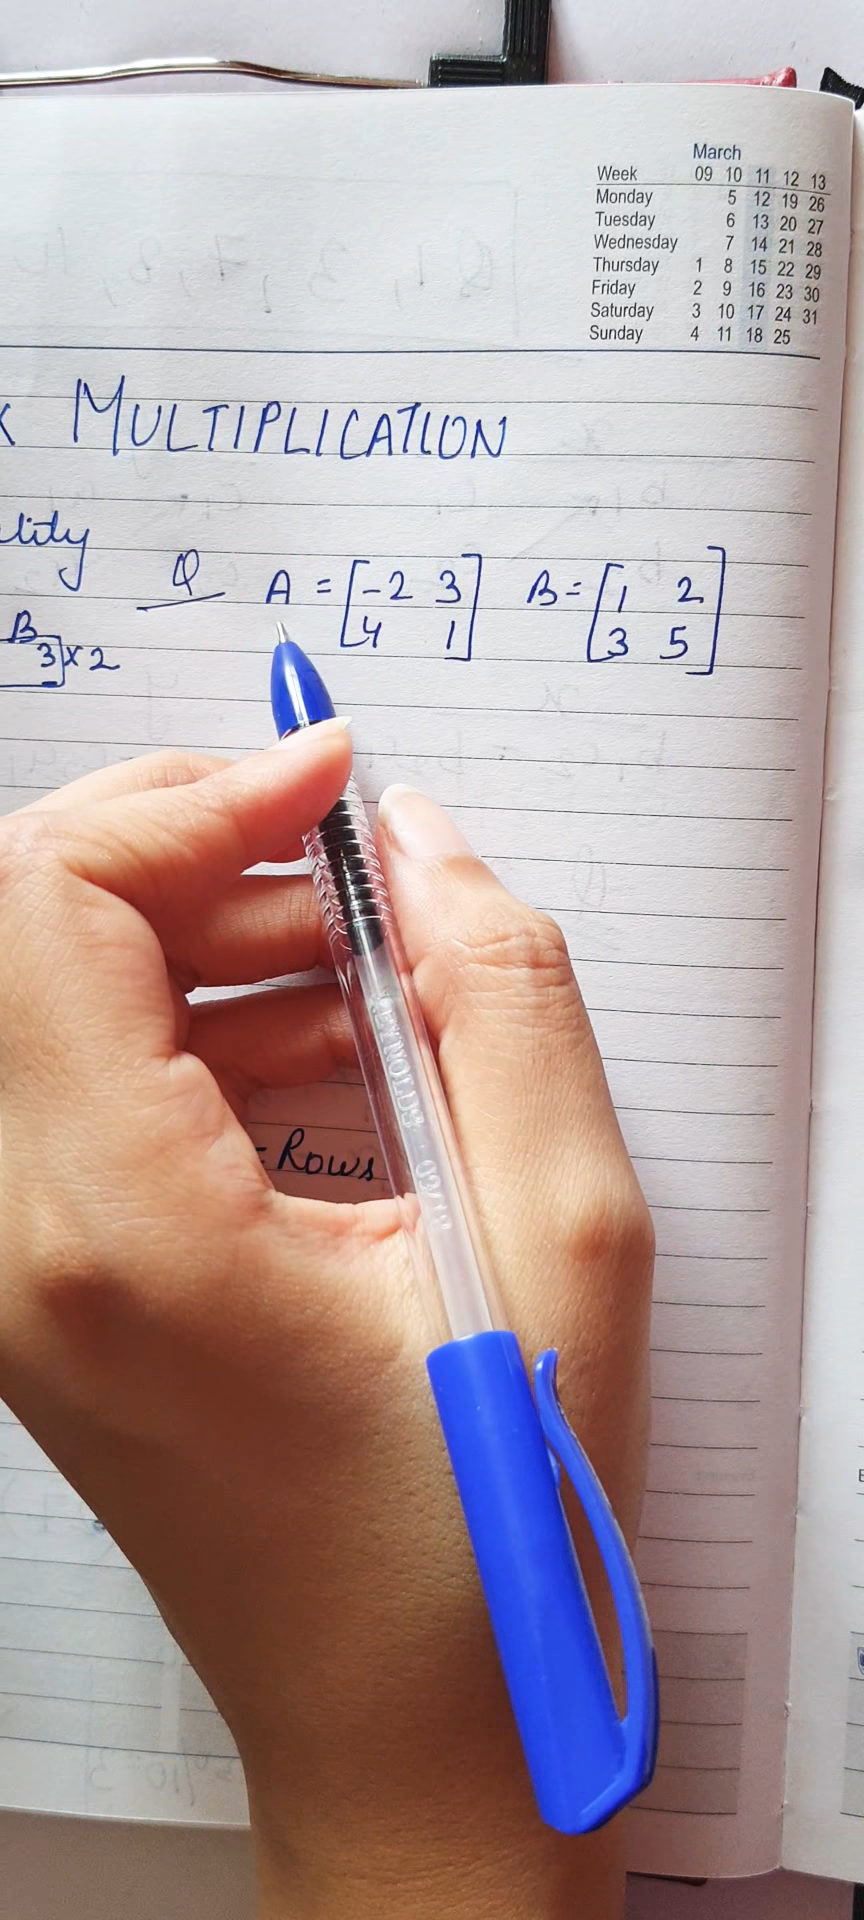 March
Week 09 10 11 12 13
Monday 5 12 19 26
Tuesday 6 13 20 27
Wednesday 7 14 21 28
Thursday 1 8 15 22 29
Friday 2 9 16 23 30
Saturday 3 10 17 24 31
Sunday 4 11 18 25
X MULTIPLICATION
lity
Q A = [-2 3 B = [1 2
4 1] 3 5]
B
3]x2
= Rows